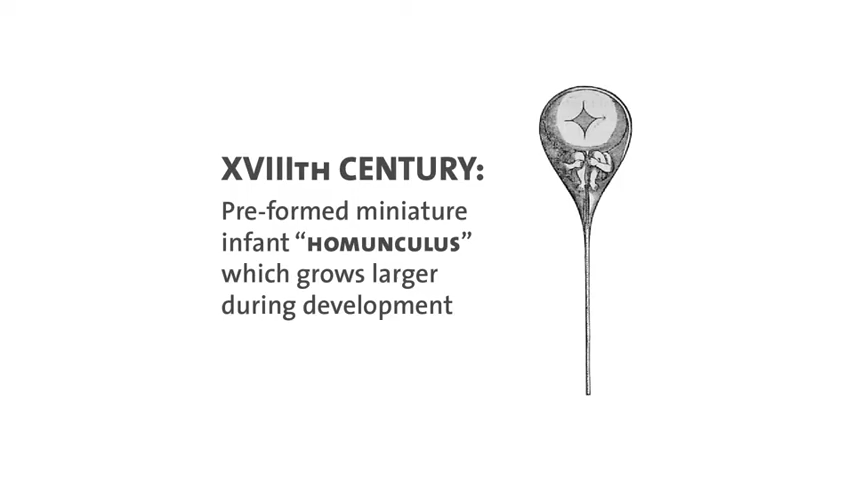 XVIIITH CENTURY:
Pre-formed miniature
infant “HOMUNCULUS”
which grows larger
during development